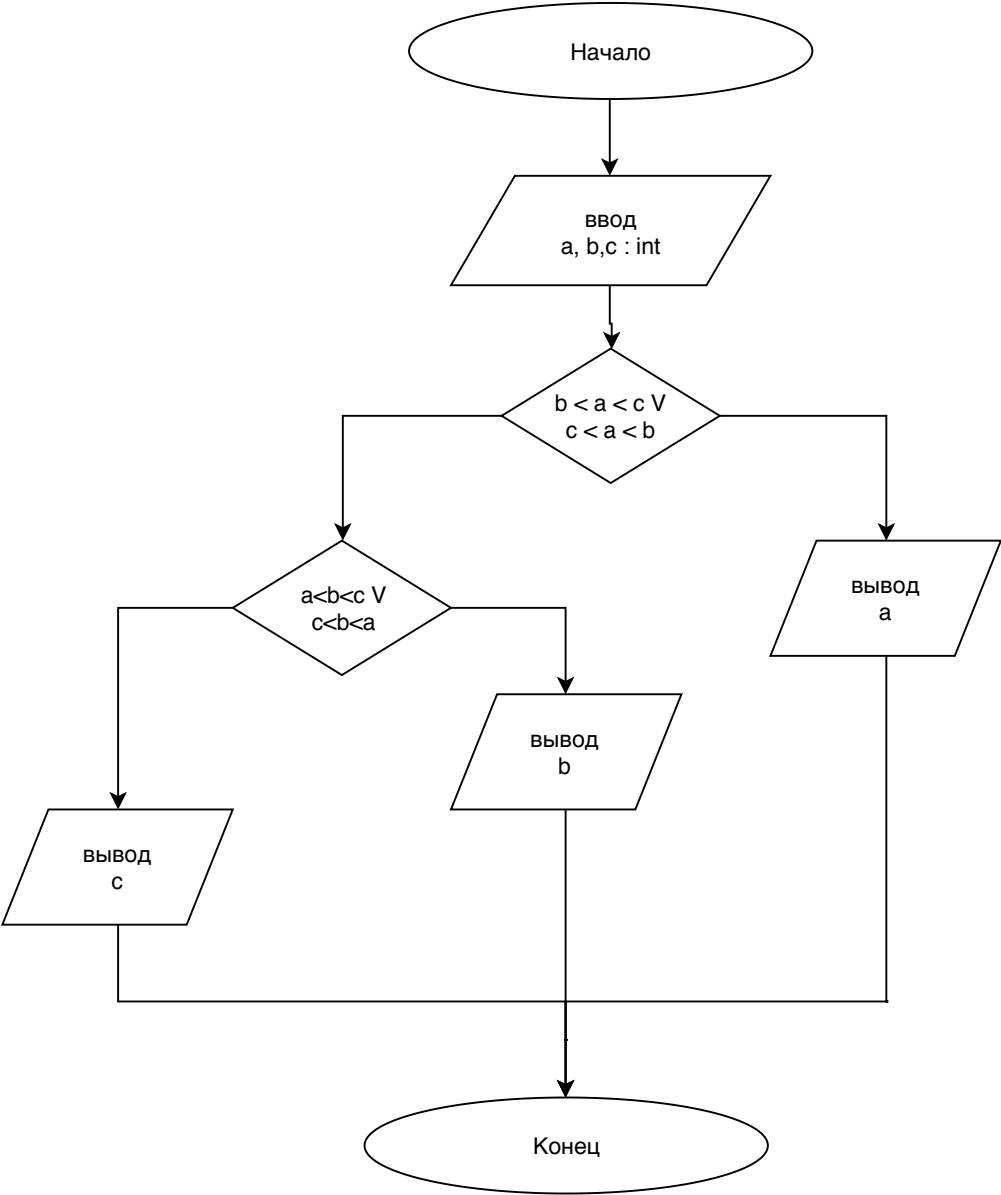 Начало
ввод
a, b,c : int
b < a < c V
c < a < b
a<b<c V
c<b<a
вывод
a
вывод
b
вывод
c
Конец